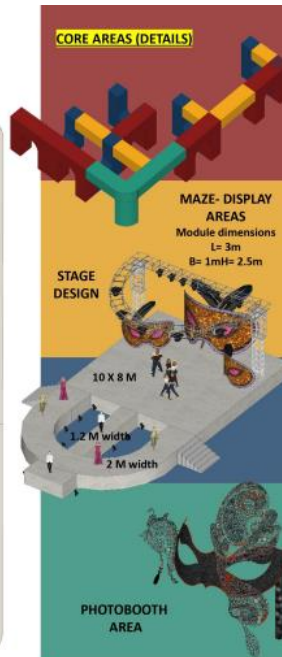 CORE AREAS (DETAILS)
MAZE- DISPLAY
AREAS
Module dimensions
L= 3m
B= 1mH= 2.5m
STAGE
DESIGN
10 X 8 M
1.2 M width
2 M width
PHOTOBOOTH
AREA